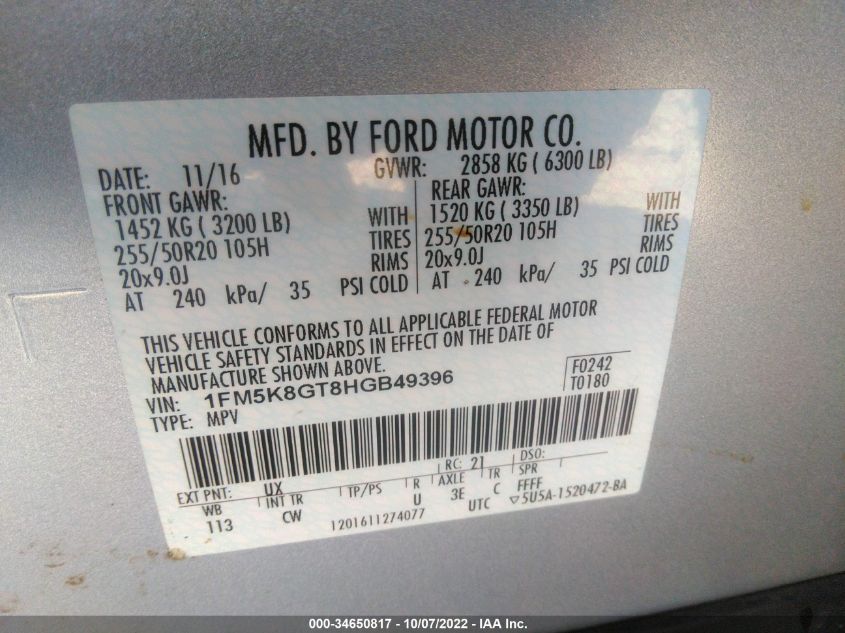 MFD. BY FORD MOTOR CO.
DATE: 11/16 GVWR: 2858 KG ( 6300 LB)
FRONT GAWR: REAR GAWR:
1452 KG ( 3200 LB) WITH 1520 KG ( 3350 LB) WITH
255/50R20 105H TIRES 255/50R20 105H TIRES
20x9.0J RIMS 20x9.0J RIMS
AT 240 kPa/ 35 PSI COLD AT 240 kPa/ 35 PSI COLD
THIS VEHICLE CONFORMS TO ALL APPLICABLE FEDERAL MOTOR
VEHICLE SAFETY STANDARDS IN EFFECT ON THE DATE OF
MANUFACTURE SHOWN ABOVE.
VIN: 1FM5K8GT8HGB49396 F0242
TYPE: MPV T0180
EXT PNT: UX RC: 21 DSO:
WB INT TR TP/PS R AXLE TR SPR
113 CW U 3E C FFFF
1201611274077 UTC ▽5U5A-1520472-BA
000-34650817 - 10/07/2022 - IAA Inc.